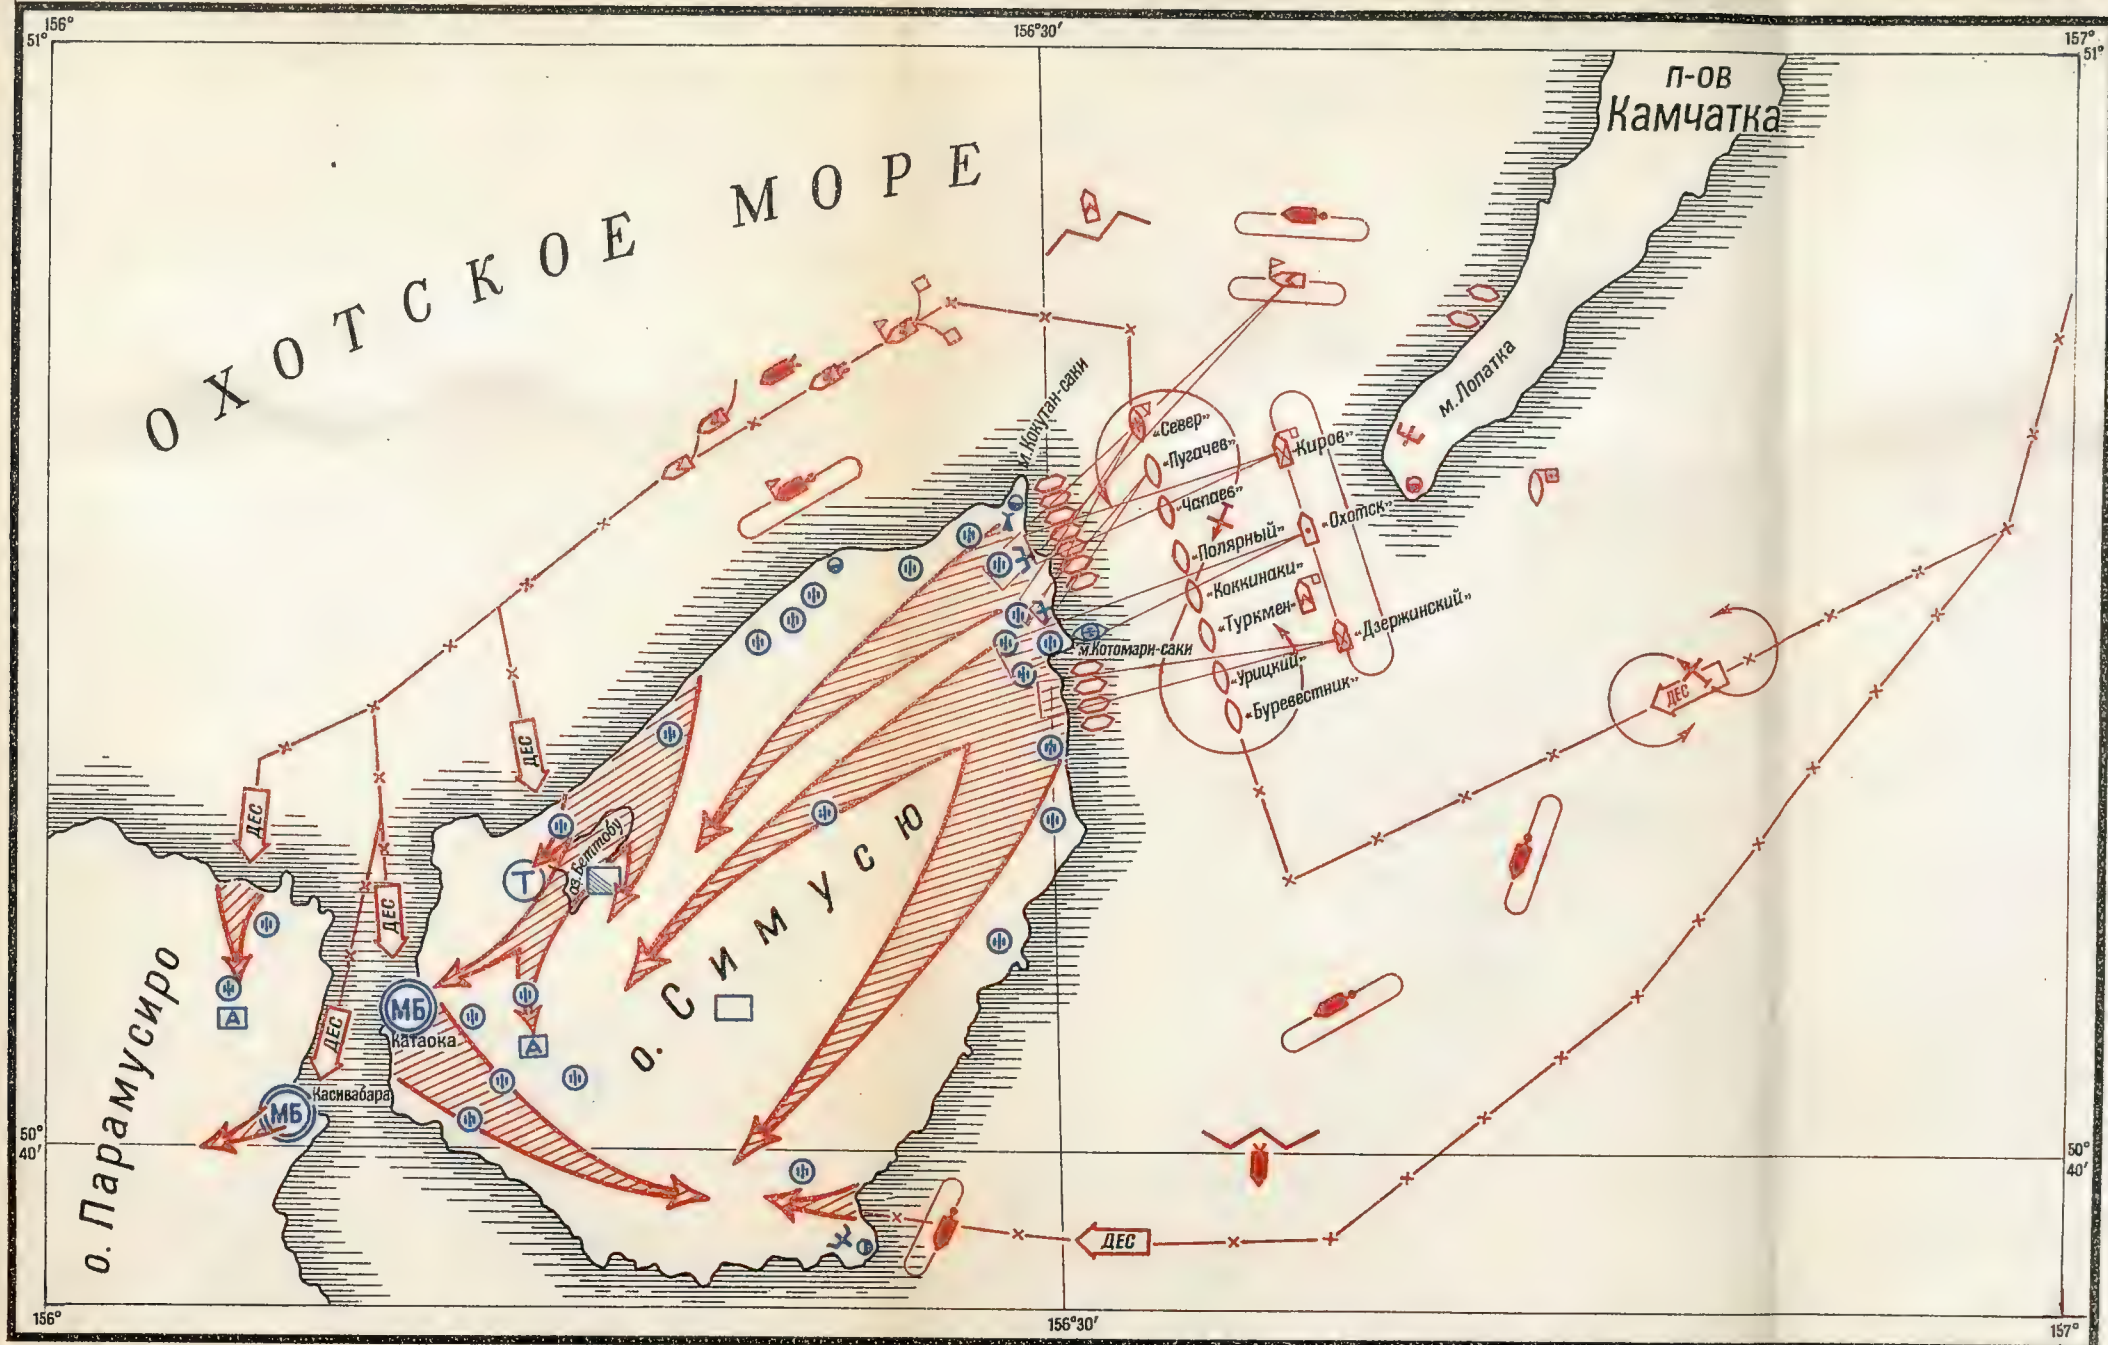 156°
156°30'
157°
51°
51°
п-ов
Камчатка
ОХОТСКОЕ МОРЕ
м. Лопатка
м. Кокутан-саки
„Север"
„Пугачев"
„Киров"
„Чапаев"
„Охотск"
„Полярный"
„Коккинаки"
„Туркмен"
„Дзержинский"
м. Котомари-саки
„Урицкий"
„Буревестник"
ДЕС
ДЕС
ДЕС
оз. Беттобу
Т
ДЕС
о. Симусю
МБ
Катаока
А
А
ДЕС
Касивабара
МБ
о. Парамусиро
50°
40'
50°
40'
ДЕС
156°
156°30'
157°